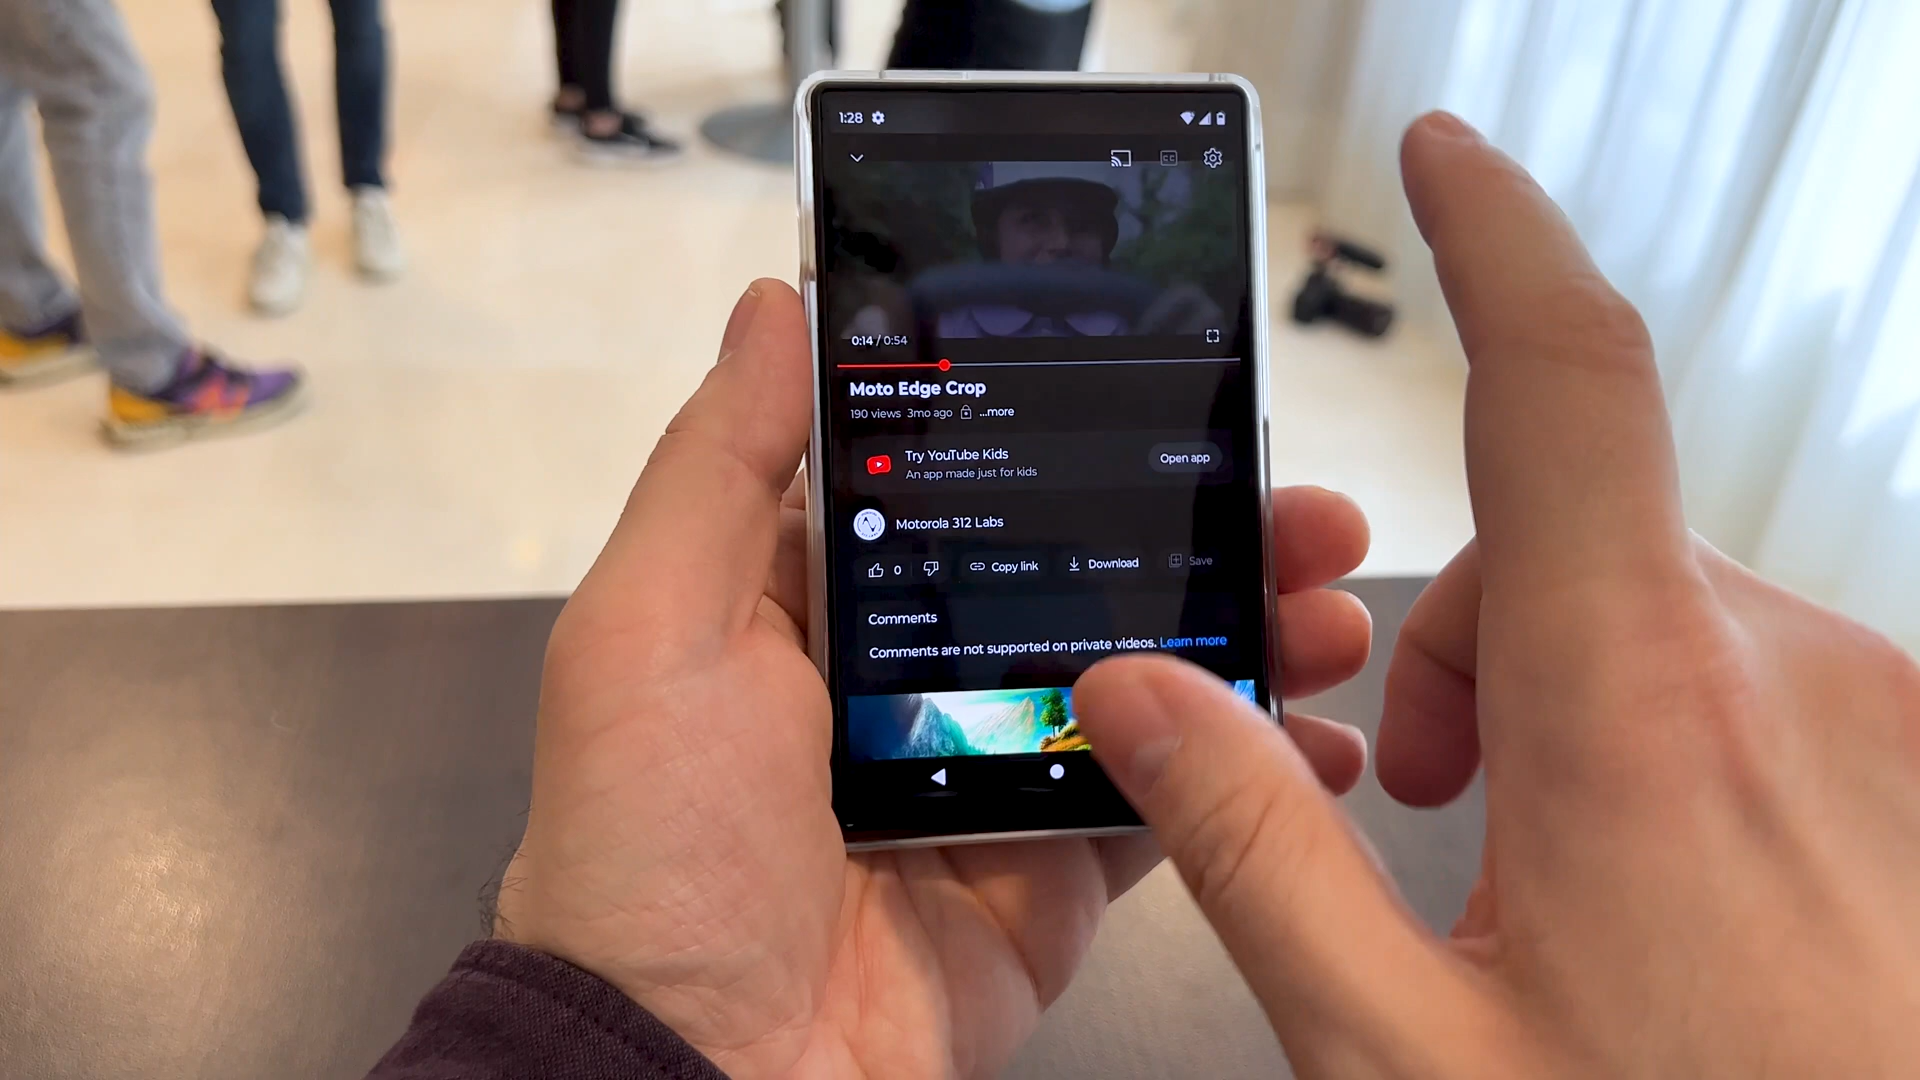 1:28
CC
0:14 / 0:54
Moto Edge Crop
190 views 3mo ago ...more
Try YouTube Kids
An app made just for kids
Open app
Motorola 312 Labs
0 Copy link Download Save
Comments
Comments are not supported on private videos. Learn more